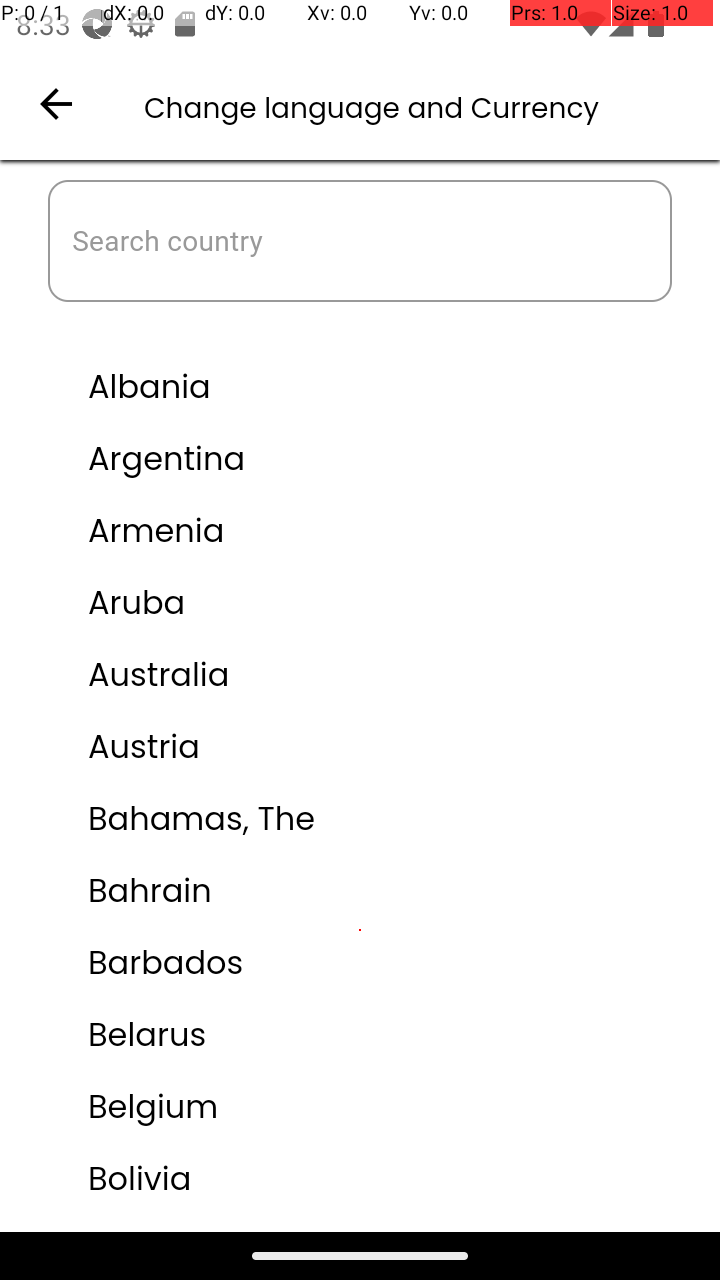 P: 0 / 1 dX: 0.0 dY: 0.0 Xv: 0.0 Yv: 0.0 Prs: 1.0 Size: 1.0
8:33
Change language and Currency
Search country
Albania
Argentina
Armenia
Aruba
Australia
Austria
Bahamas, The
Bahrain
Barbados
Belarus
Belgium
Bolivia